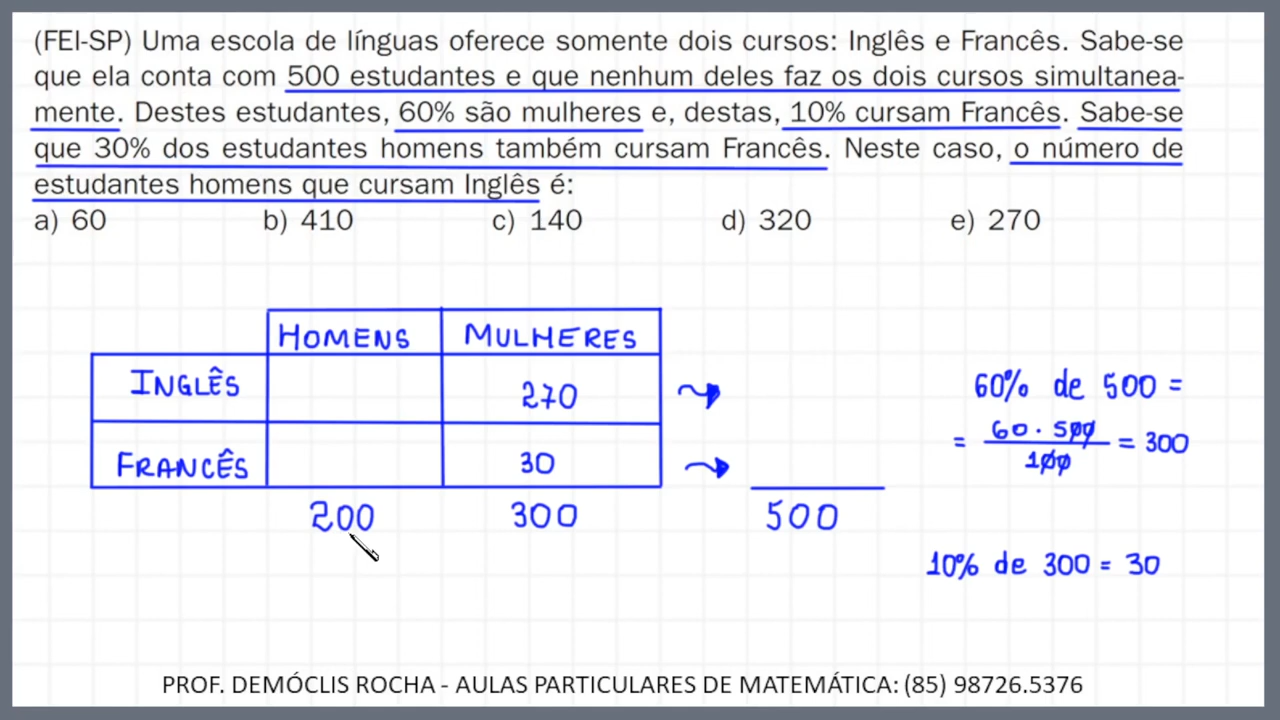 (FEI-SP) Uma escola de línguas oferece somente dois cursos: Inglês e Francês. Sabe-se
que ela conta com 500 estudantes e que nenhum deles faz os dois cursos simultanea-
mente. Destes estudantes, 60% são mulheres e, destas, 10% cursam Francês. Sabe-se
que 30% dos estudantes homens também cursam Francês. Neste caso, o número de
estudantes homens que cursam Inglês é:
a) 60 b) 410 c) 140 d) 320 e) 270
HOMENS MULHERES
INGLÊS 270
FRANCÊS 30
200 300 500
60% de 500 =
= 60 . 500 / 100 = 300
10% de 300 = 30
PROF. DEMÓCLIS ROCHA - AULAS PARTICULARES DE MATEMÁTICA: (85) 98726.5376